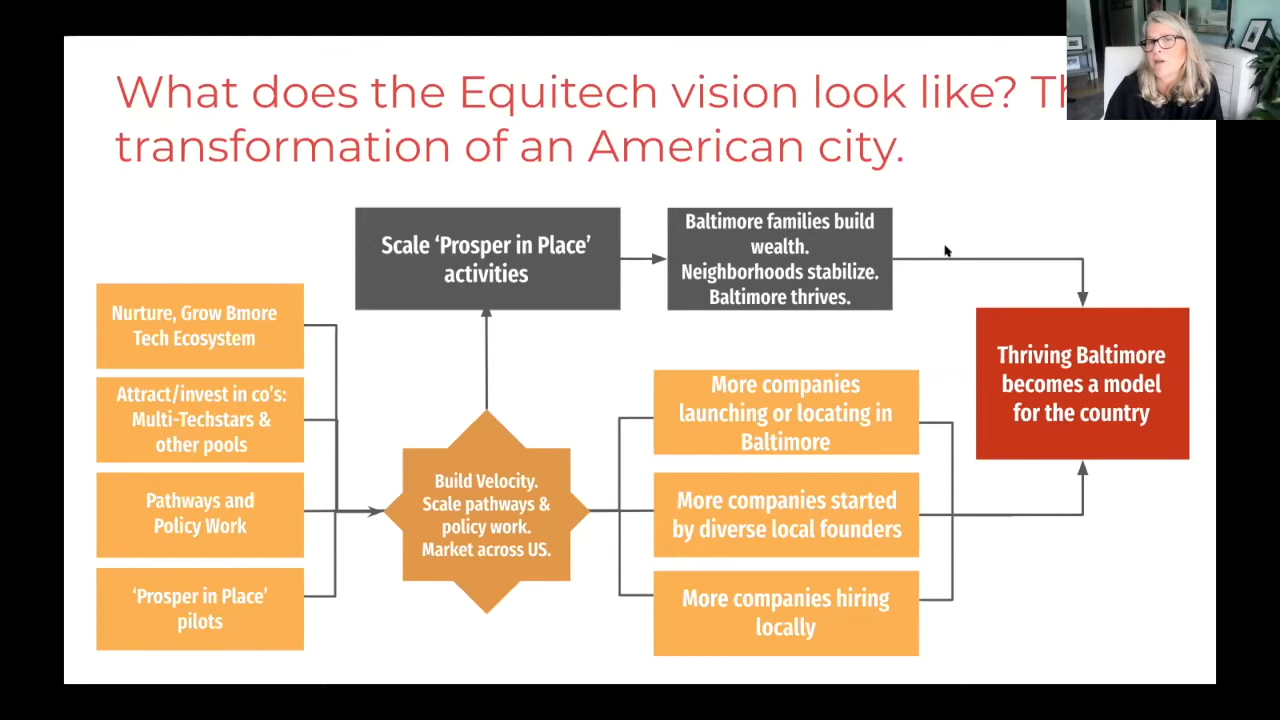 What does the Equitech vision look like?
transformation of an American city.
Scale ‘Prosper in Place’
activities
Baltimore families build
wealth.
Neighborhoods stabilize.
Baltimore thrives.
Nurture, Grow Bmore
Tech Ecosystem
Attract/invest in co's:
Multi-Techstars &
other pools
Pathways and
Policy Work
‘Prosper in Place’
pilots
Build Velocity.
Scale pathways &
policy work.
Market across US.
More companies
launching or locating in
Baltimore
More companies started
by diverse local founders
More companies hiring
locally
Thriving Baltimore
becomes a model
for the country